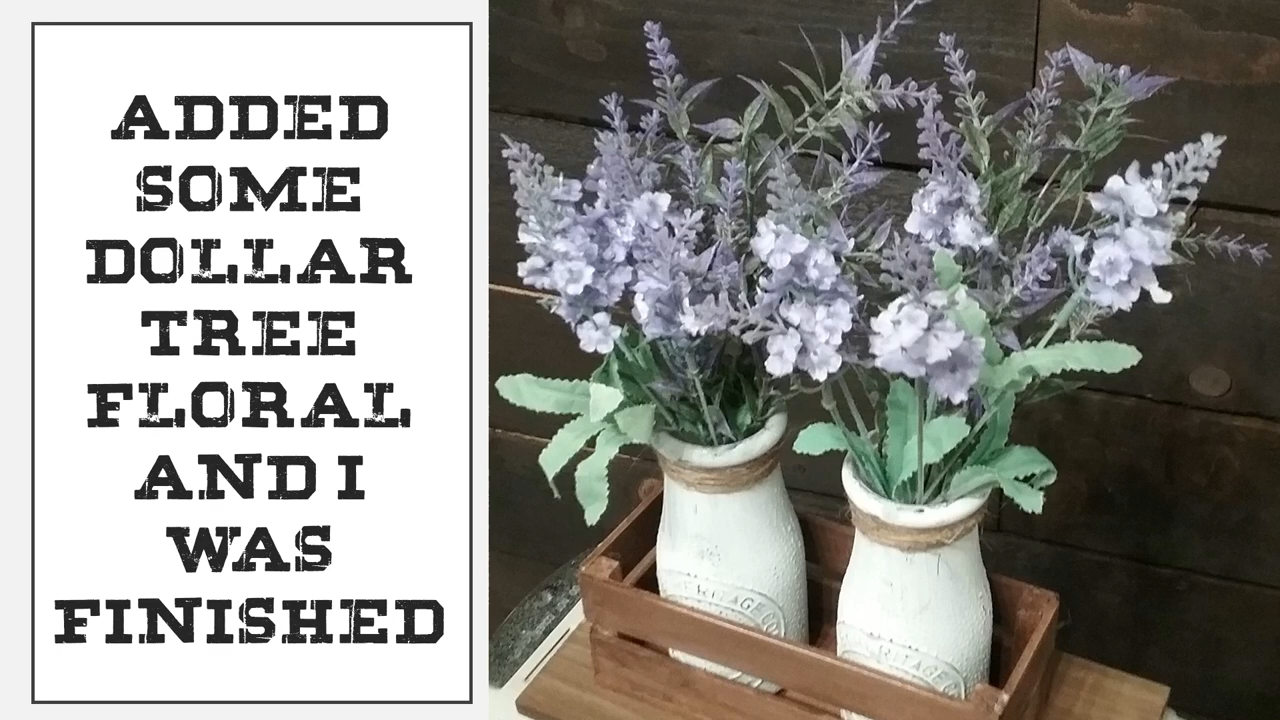 ADDED
SOME
DOLLAR
TREE
FLORAL
AND I
WAS
FINISHED